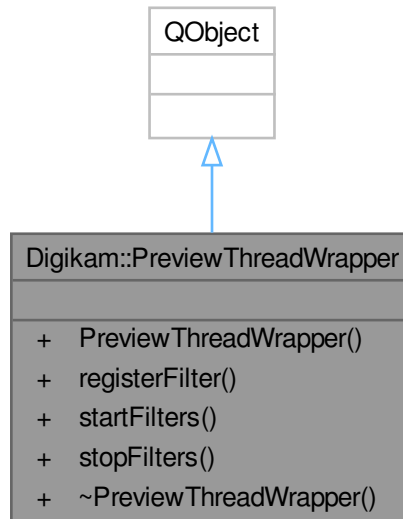 QObject
Digikam::PreviewThreadWrapper
+ PreviewThreadWrapper()
+ registerFilter()
+ startFilters()
+ stopFilters()
+ ~PreviewThreadWrapper()